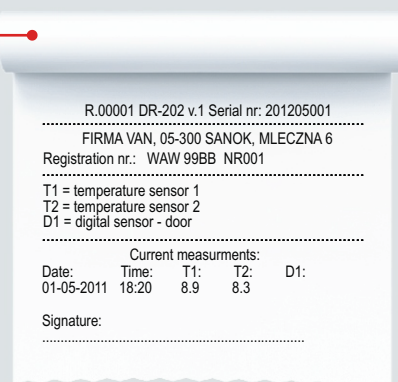 R.00001 DR-202 v.1 Serial nr: 201205001
FIRMA VAN, 05-300 SANOK, MLECZNA 6
Registration nr.: WAW 99BB NR001
T1 = temperature sensor 1
T2 = temperature sensor 2
D1 = digital sensor - door
Current measurments:
Date: Time: T1: T2: D1:
01-05-2011 18:20 8.9 8.3
Signature: